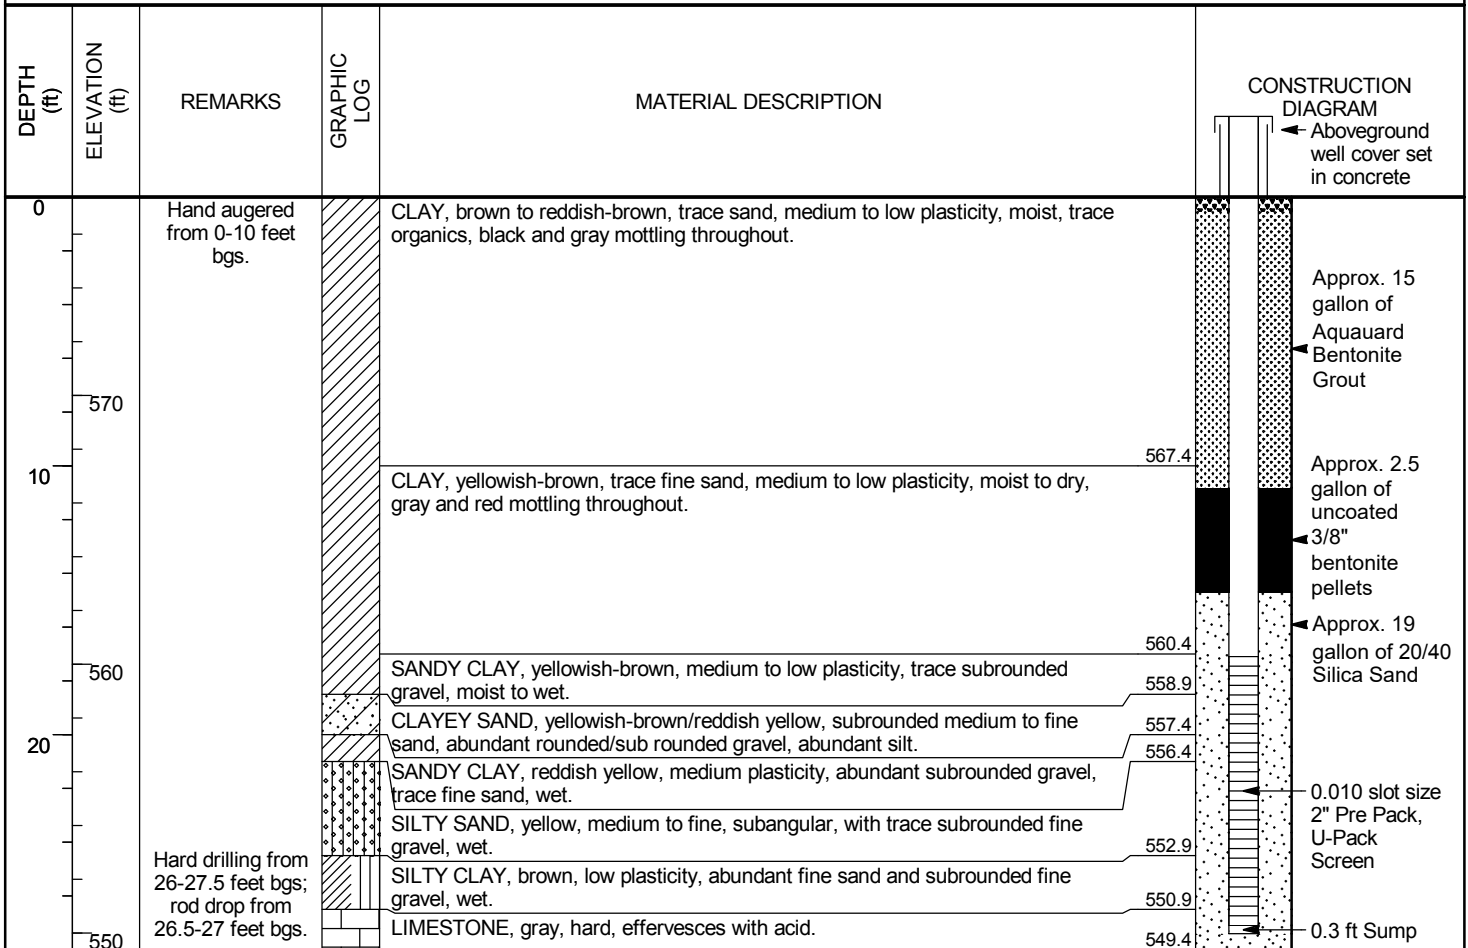 DEPTH
(ft)
ELEVATION
(ft)
REMARKS
GRAPHIC
LOG
MATERIAL DESCRIPTION
CONSTRUCTION
DIAGRAM
Aboveground
well cover set
in concrete
0
Hand augered
from 0-10 feet
bgs.
CLAY, brown to reddish-brown, trace sand, medium to low plasticity, moist, trace
organics, black and gray mottling throughout.
Approx. 15
gallon of
Aquauard
Bentonite
Grout
570
567.4
10
CLAY, yellowish-brown, trace fine sand, medium to low plasticity, moist to dry,
gray and red mottling throughout.
Approx. 2.5
gallon of
uncoated
3/8"
bentonite
pellets
Approx. 19
gallon of 20/40
Silica Sand
560.4
560
SANDY CLAY, yellowish-brown, medium to low plasticity, trace subrounded
gravel, moist to wet.
558.9
CLAYEY SAND, yellowish-brown/reddish yellow, subrounded medium to fine
sand, abundant rounded/sub rounded gravel, abundant silt.
557.4
20
556.4
SANDY CLAY, reddish yellow, medium plasticity, abundant subrounded gravel,
trace fine sand, wet.
0.010 slot size
2" Pre Pack,
U-Pack
Screen
SILTY SAND, yellow, medium to fine, subangular, with trace subrounded fine
gravel, wet.
552.9
Hard drilling from
26-27.5 feet bgs;
rod drop from
26.5-27 feet bgs.
SILTY CLAY, brown, low plasticity, abundant fine sand and subrounded fine
gravel, wet.
550.9
LIMESTONE, gray, hard, effervesces with acid.
0.3 ft Sump
550
549.4